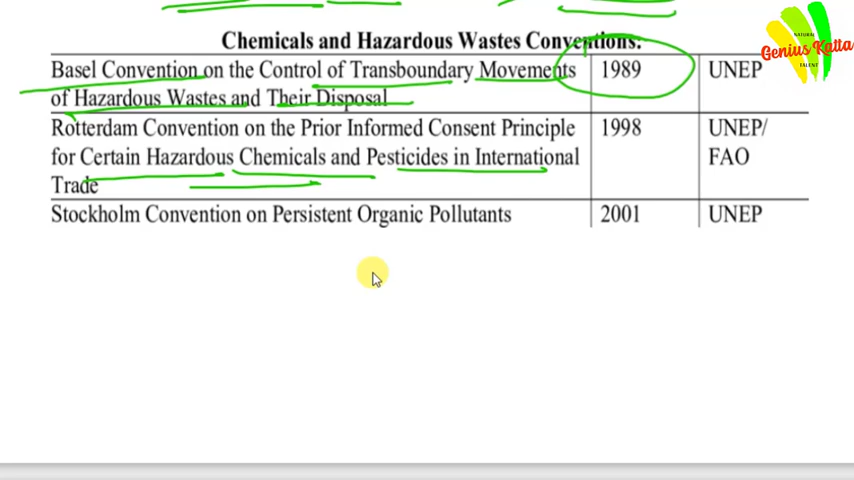 Chemicals and Hazardous Wastes Conventions:
Basel Convention on the Control of Transboundary Movements 1989 UNEP
of Hazardous Wastes and Their Disposal
Rotterdam Convention on the Prior Informed Consent Principle 1998 UNEP/
for Certain Hazardous Chemicals and Pesticides in International FAO
Trade
Stockholm Convention on Persistent Organic Pollutants 2001 UNEP
NATURAL
Genius Katta
TALENT